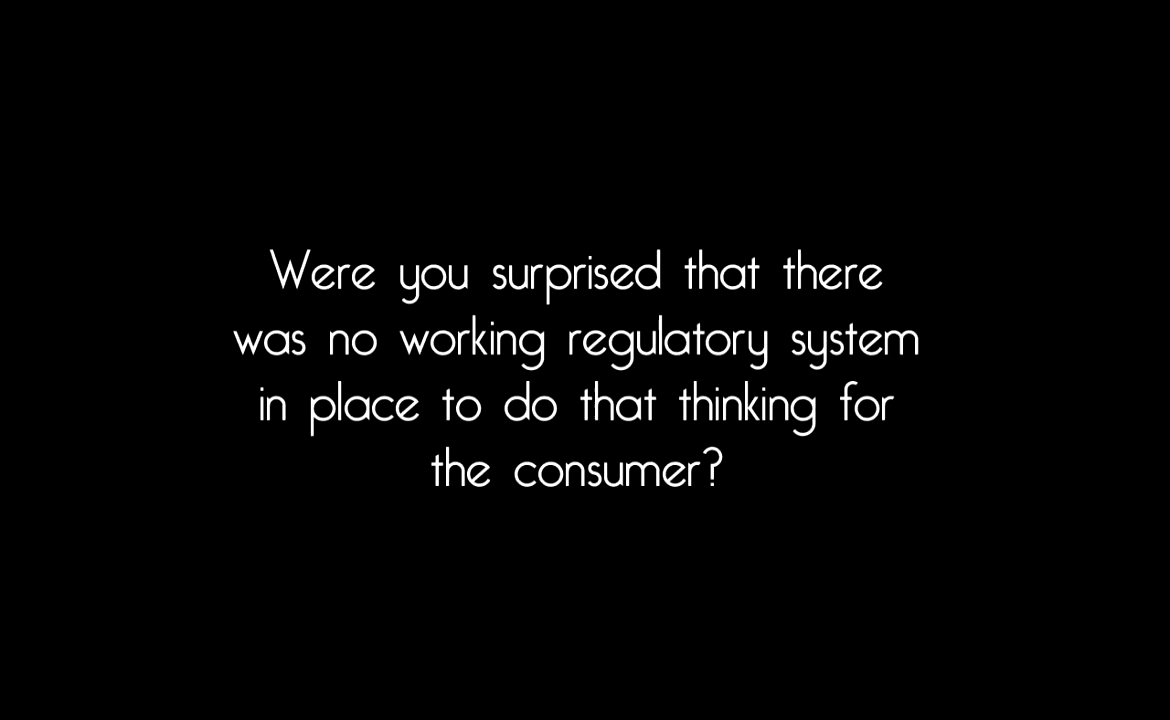 Were you surprised that there
was no working regulatory system
in place to do that thinking for
the consumer?